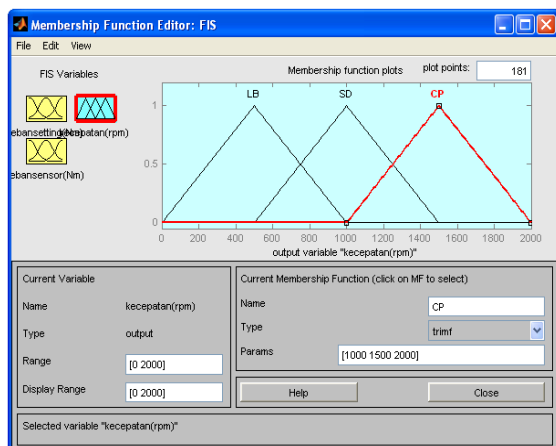 Membership Function Editor: FIS
File Edit View
FIS Variables
Membership function plots
plot points:
181
kecepatan(rpm)
ebansensor(Nm)
LB
SD
CP
1
0.5
0
0 200 400 600 800 1000 1200 1400 1600 1800 2000
output variable "kecepatan(rpm)"
Current Variable
Name kecepatan(rpm)
Type output
Range [0 2000]
Display Range [0 2000]
Current Membership Function (click on MF to select)
Name CP
Type trimf
Params [1000 1500 2000]
Help Close
Selected variable "kecepatan(rpm)"